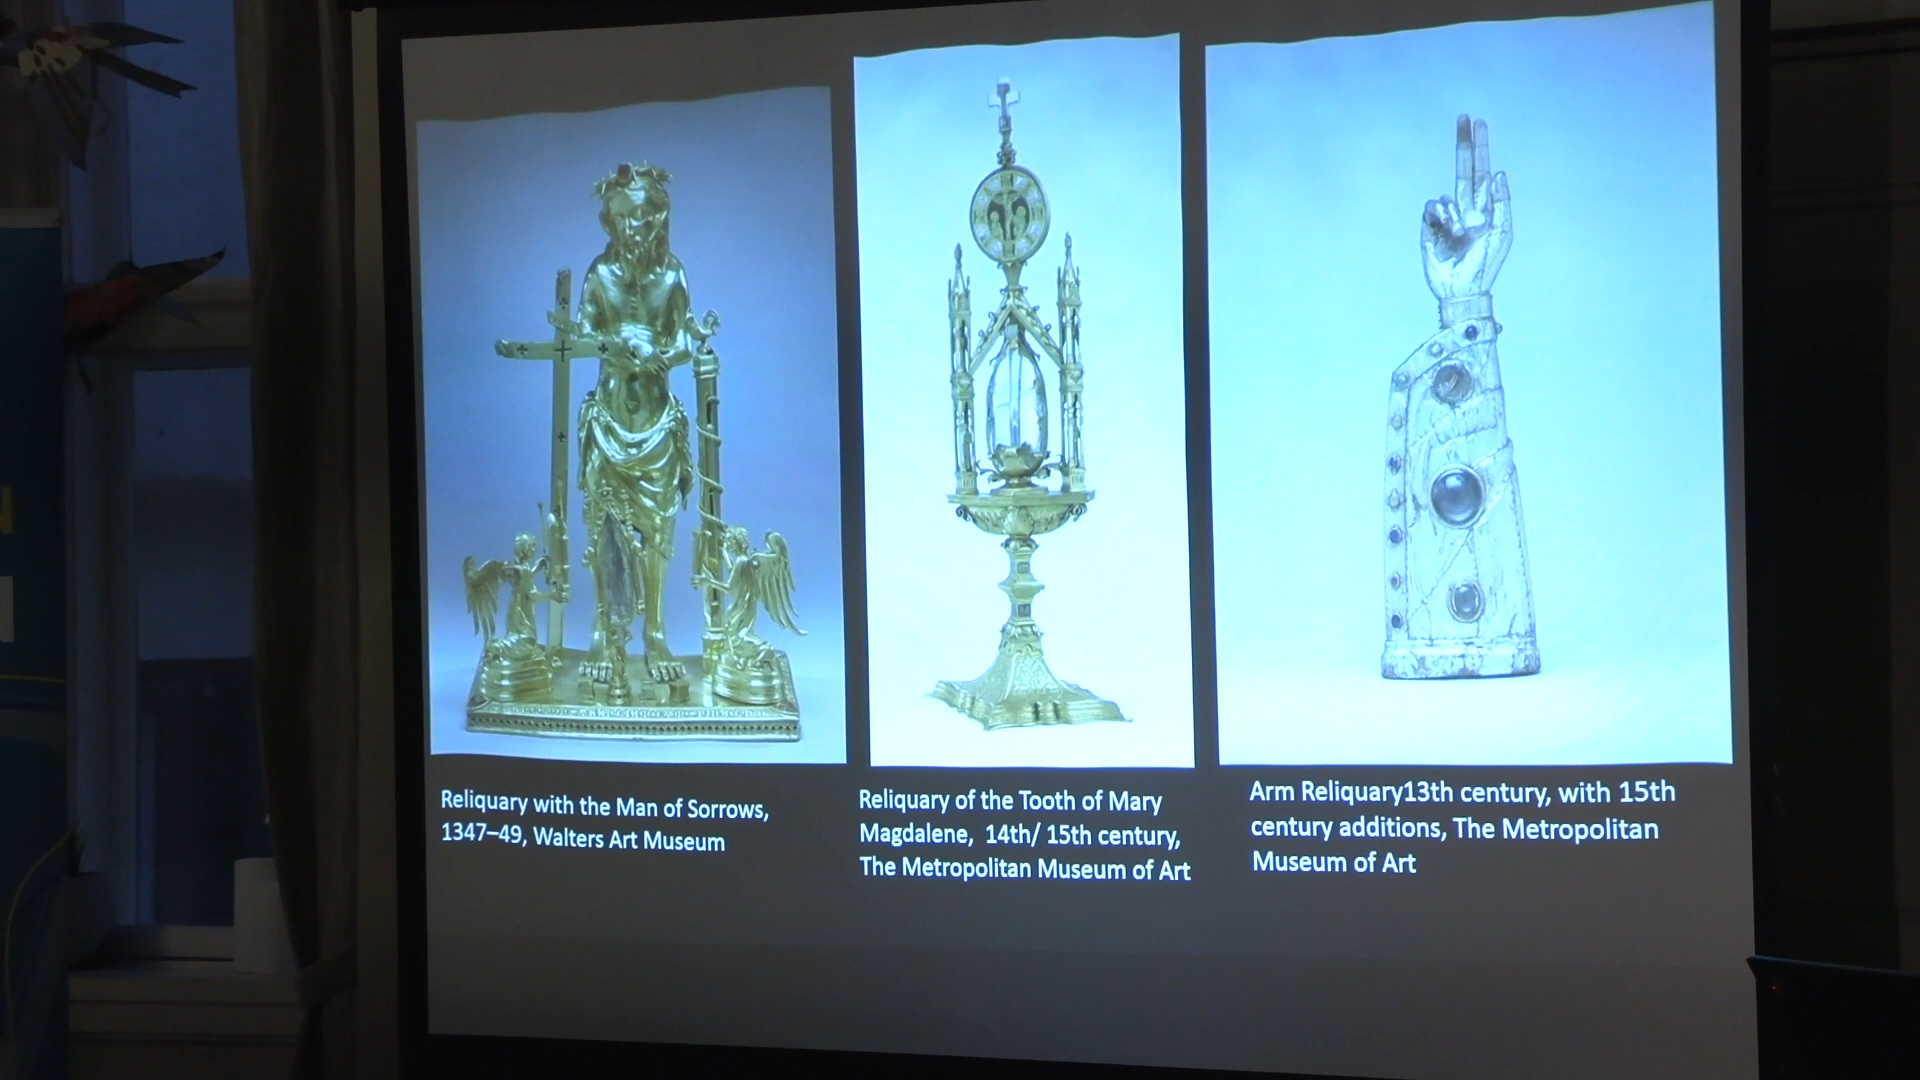 Reliquary with the Man of Sorrows,
1347–49, Walters Art Museum
Reliquary of the Tooth of Mary
Magdalene, 14th/ 15th century,
The Metropolitan Museum of Art
Arm Reliquary13th century, with 15th
century additions, The Metropolitan
Museum of Art